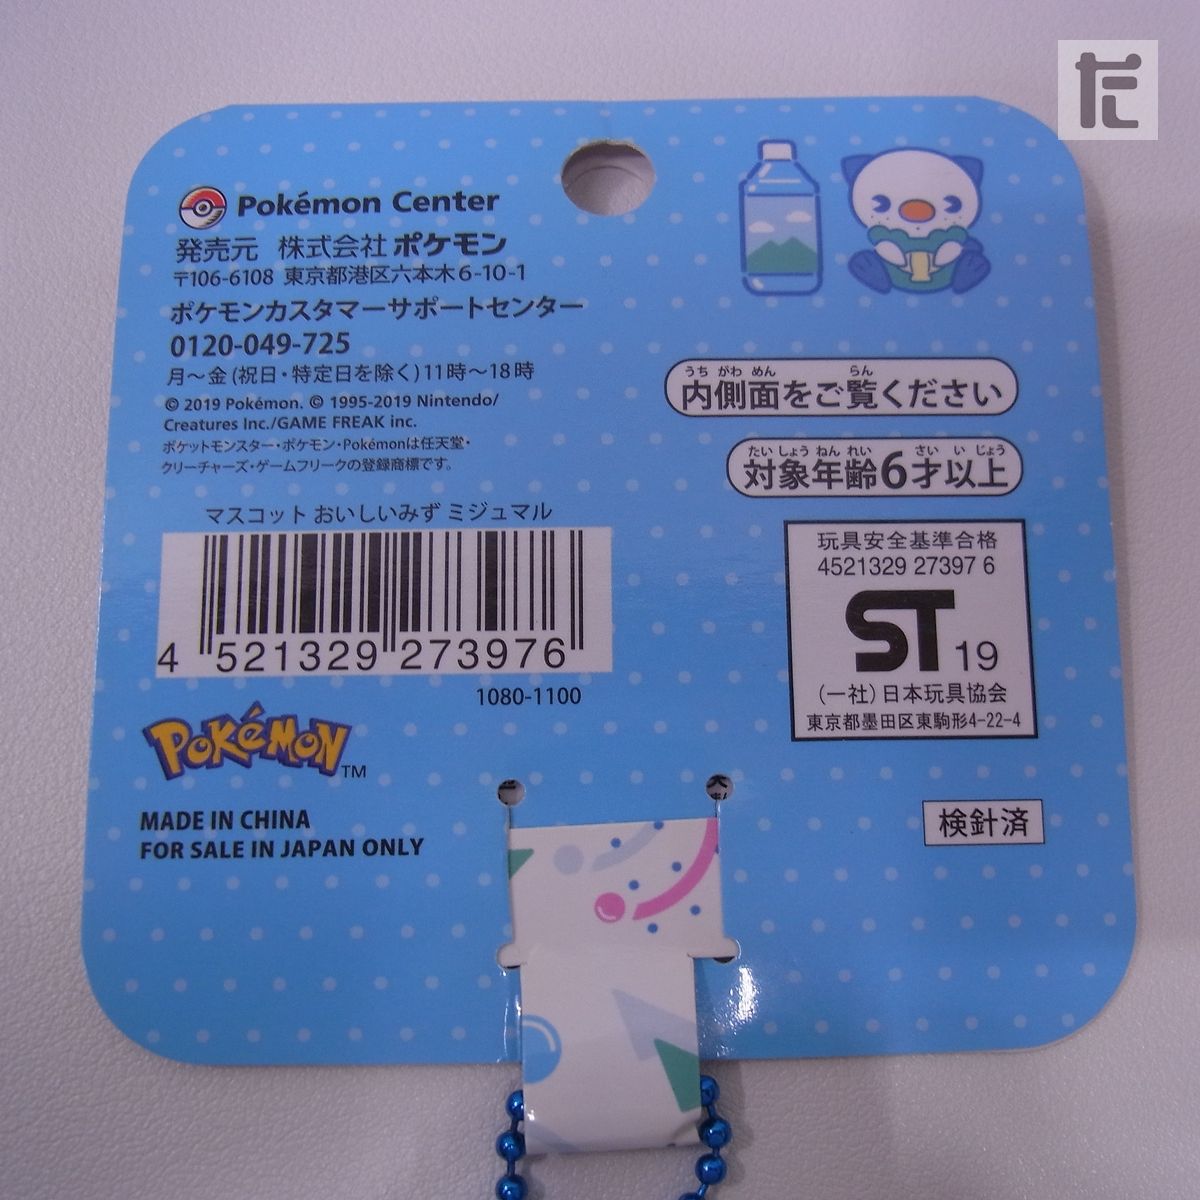 Pokémon Center
発売元 株式会社 ポケモン
〒106-6108 東京都港区六本木6-10-1
ポケモンカスタマーサポートセンター
0120-049-725
月～金(祝日・特定日を除く)11時～18時
© 2019 Pokémon. © 1995-2019 Nintendo/
Creatures Inc./GAME FREAK inc.
ポケットモンスター・ポケモン・Pokémonは任天堂・
クリーチャーズ・ゲームフリークの登録商標です。
マスコット おいしいみず ミジュマル
4 521329 273976
1080-1100
POKéMON TM
MADE IN CHINA
FOR SALE IN JAPAN ONLY
うち がわ めん らん
内側面をご覧ください
たい しょう ねん れい さい い じょう
対象年齢6才以上
玩具安全基準合格
4521329 27397 6
ST 19
(一社)日本玩具協会
東京都墨田区東駒形4-22-4
検針済